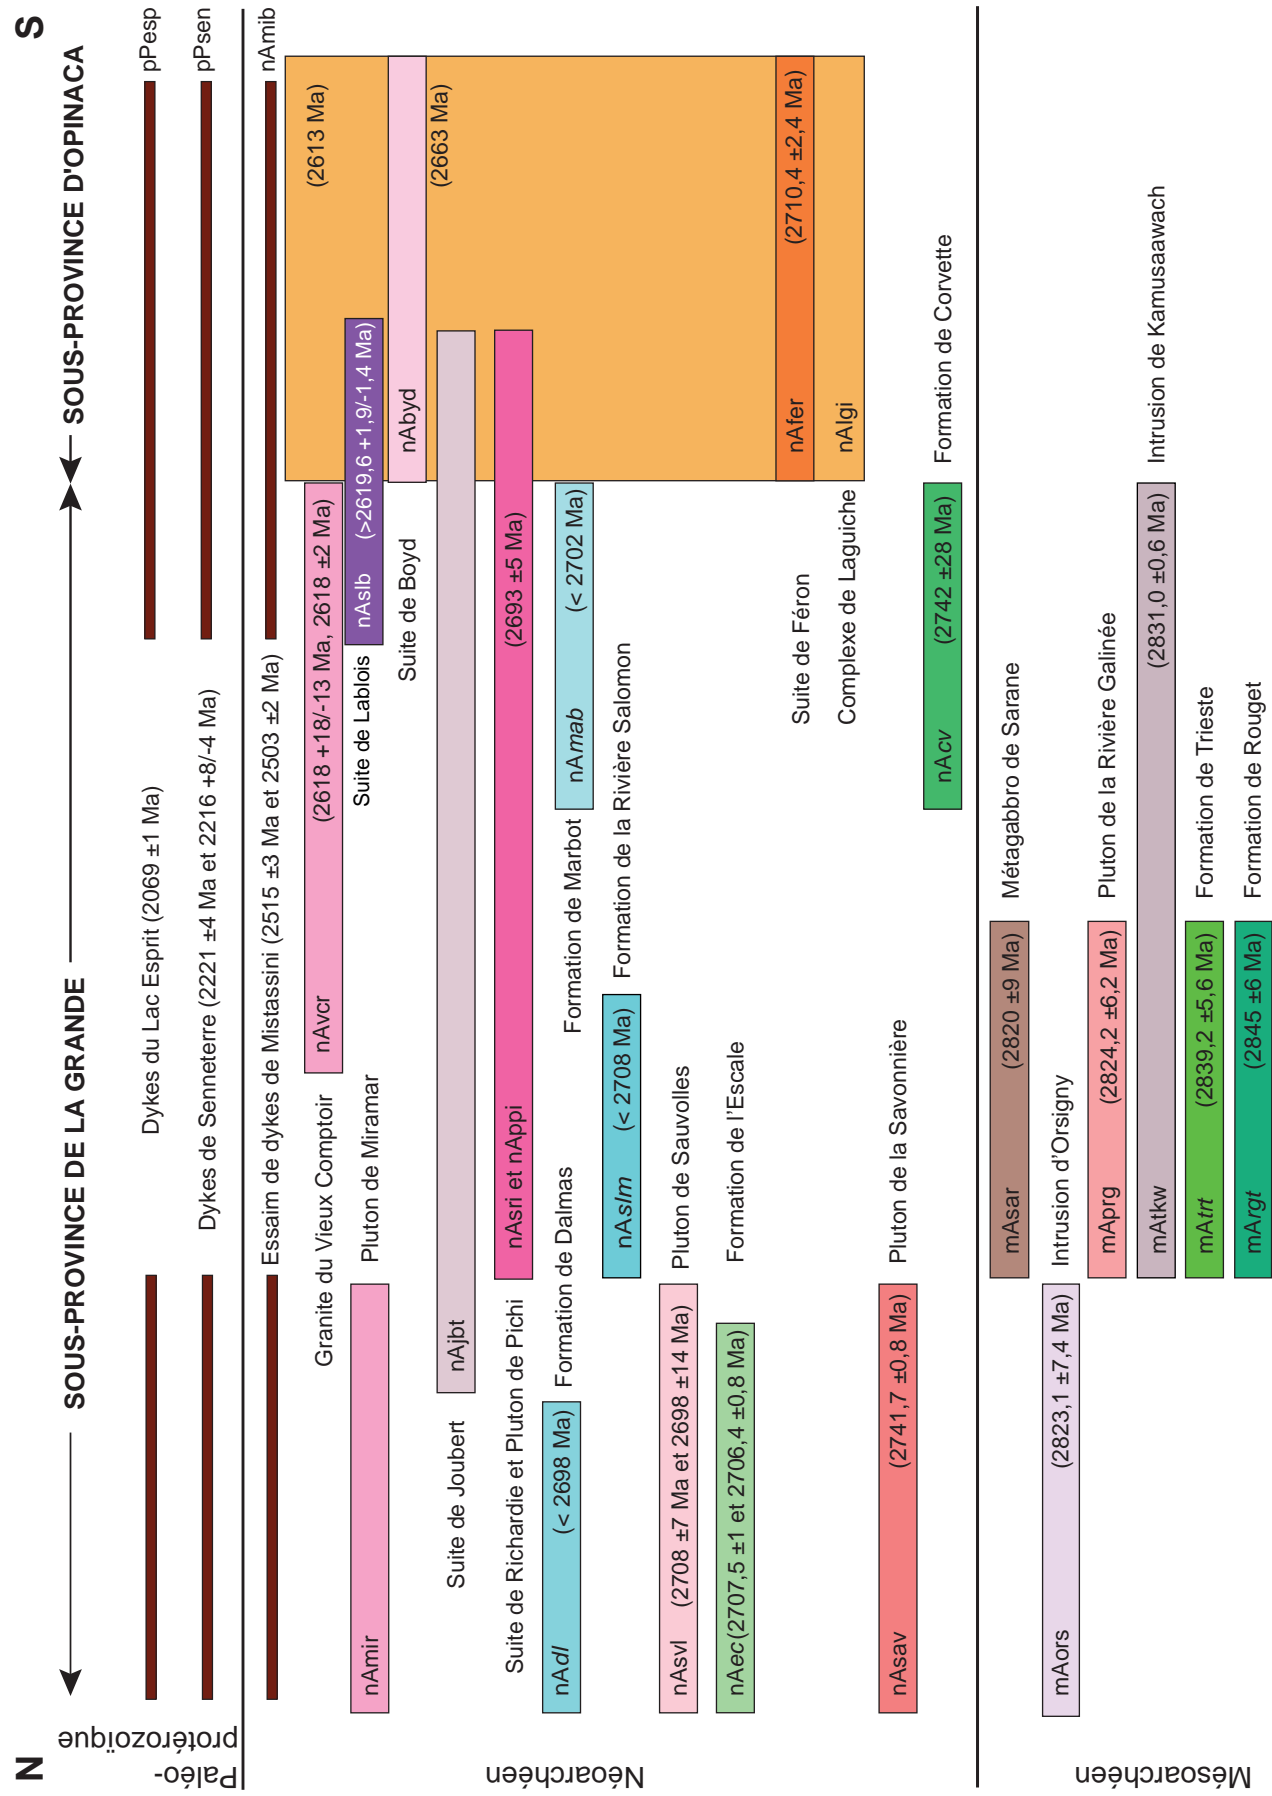 N
S
SOUS-PROVINCE DE LA GRANDE
SOUS-PROVINCE D'OPINACA
Paléo-
protérozoïque
Dykes du Lac Esprit (2069 ±1 Ma)
pPesp
Dykes de Senneterre (2221 ±4 Ma et 2216 +8/-4 Ma)
pPsen
Néoarchéen
Essaim de dykes de Mistassini (2515 ±3 Ma et 2503 ±2 Ma)
nAmib
Granite du Vieux Comptoir
nAvcr
(2618 +18/-13 Ma, 2618 ±2 Ma)
(2613 Ma)
nAmir
Pluton de Miramar
Suite de Lablois
nAslb
(>2619,6 +1,9/-1,4 Ma)
Suite de Boyd
nAbyd
(2663 Ma)
Suite de Joubert
nAjbt
Suite de Richardie et Pluton de Pichi
nAsri et nAppi
(2693 ±5 Ma)
nAdl
(< 2698 Ma)
Formation de Dalmas
Formation de Marbot
nAmab
(< 2702 Ma)
nAslm
(< 2708 Ma)
Formation de la Rivière Salomon
nAsvl
(2708 ±7 Ma et 2698 ±14 Ma)
Pluton de Sauvolles
nAec(2707,5 ±1 et 2706,4 ±0,8 Ma)
Formation de l'Escale
Suite de Féron
nAfer
(2710,4 ±2,4 Ma)
Complexe de Laguiche
nAlgi
nAsav
(2741,7 ±0,8 Ma)
Pluton de la Savonnière
nAcv
(2742 ±28 Ma)
Formation de Corvette
Mésoarchéen
mAsar
(2820 ±9 Ma)
Métagabbro de Sarane
mAors
(2823,1 ±7,4 Ma)
Intrusion d'Orsigny
mAprg
(2824,2 ±6,2 Ma)
Pluton de la Rivière Galinée
mAtkw
(2831,0 ±0,6 Ma)
Intrusion de Kamusaawach
mAtrt
(2839,2 ±5,6 Ma)
Formation de Trieste
mArgt
(2845 ±6 Ma)
Formation de Rouget